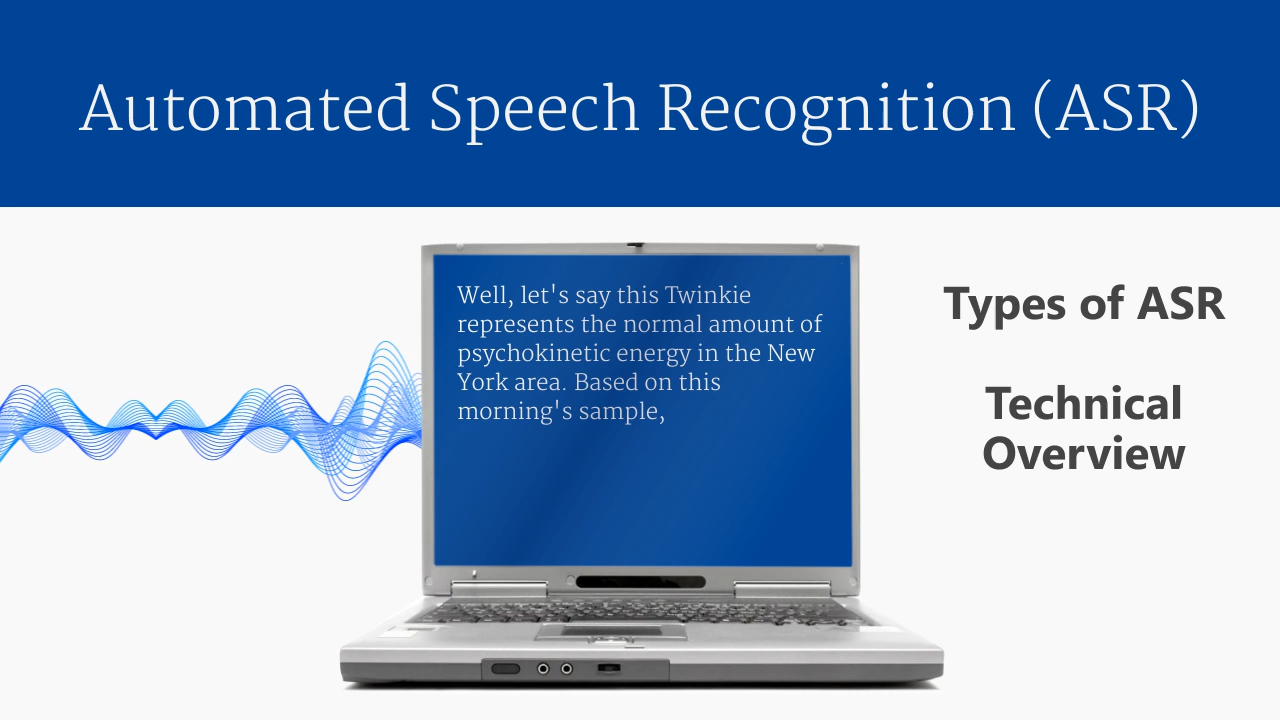 Automated Speech Recognition (ASR)
Well, let's say this Twinkie
represents the normal amount of
psychokinetic energy in the New
York area. Based on this
morning's sample,
Types of ASR
Technical
Overview